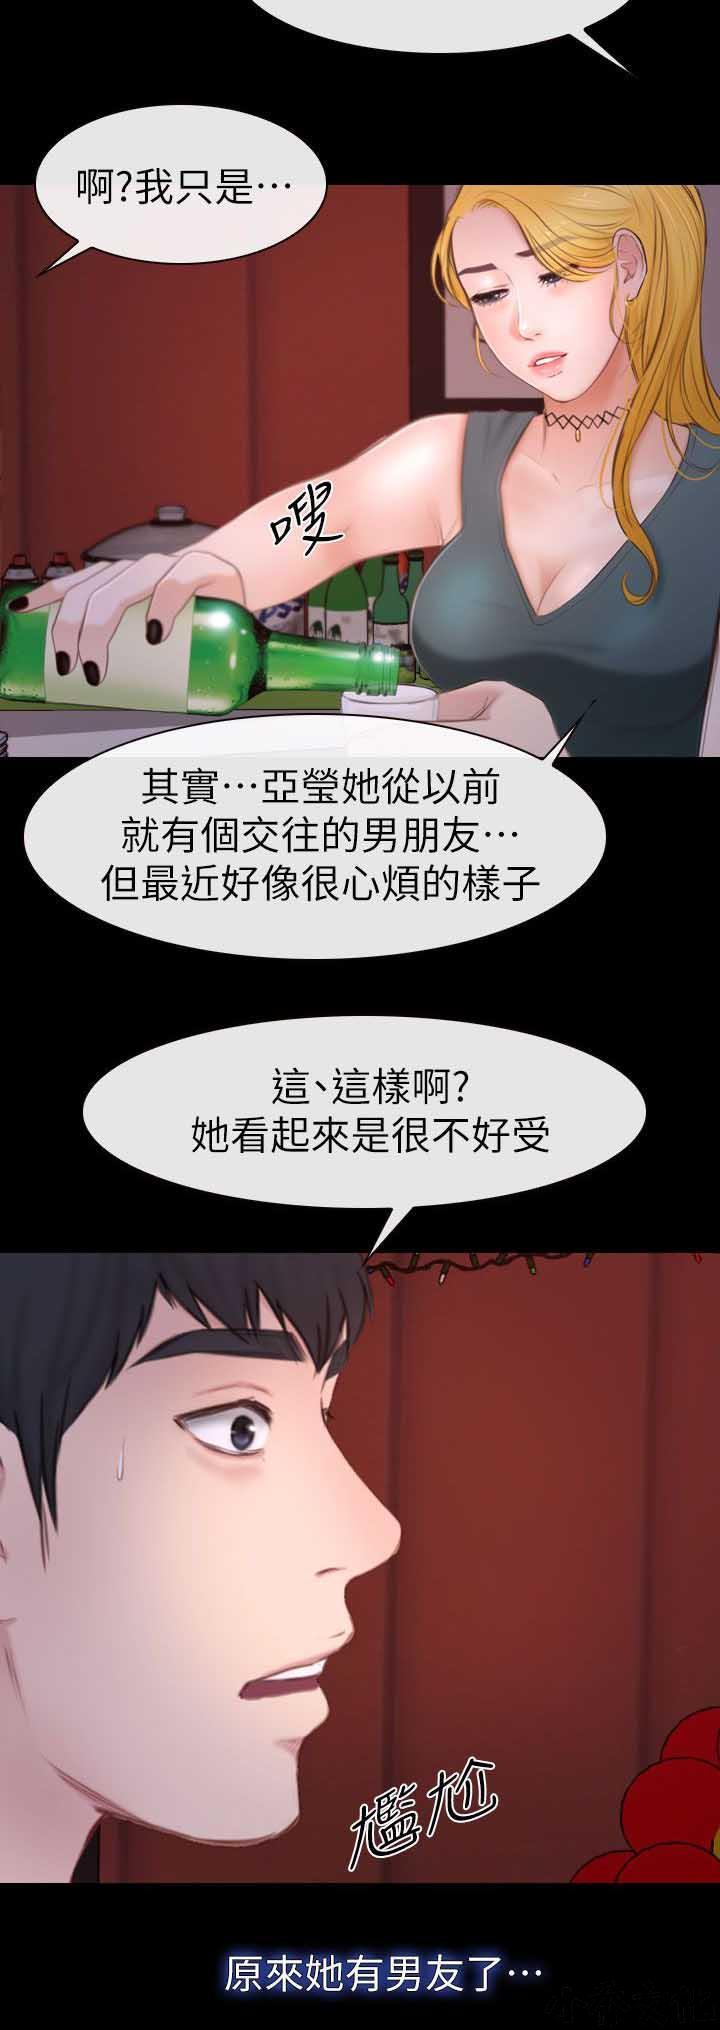 啊?我只是…
嗖
其實…亞瑩她從以前
就有個交往的男朋友…
但最近好像很心煩的樣子
這、這樣啊?
她看起來是很不好受
尷尬
原來她有男友了…